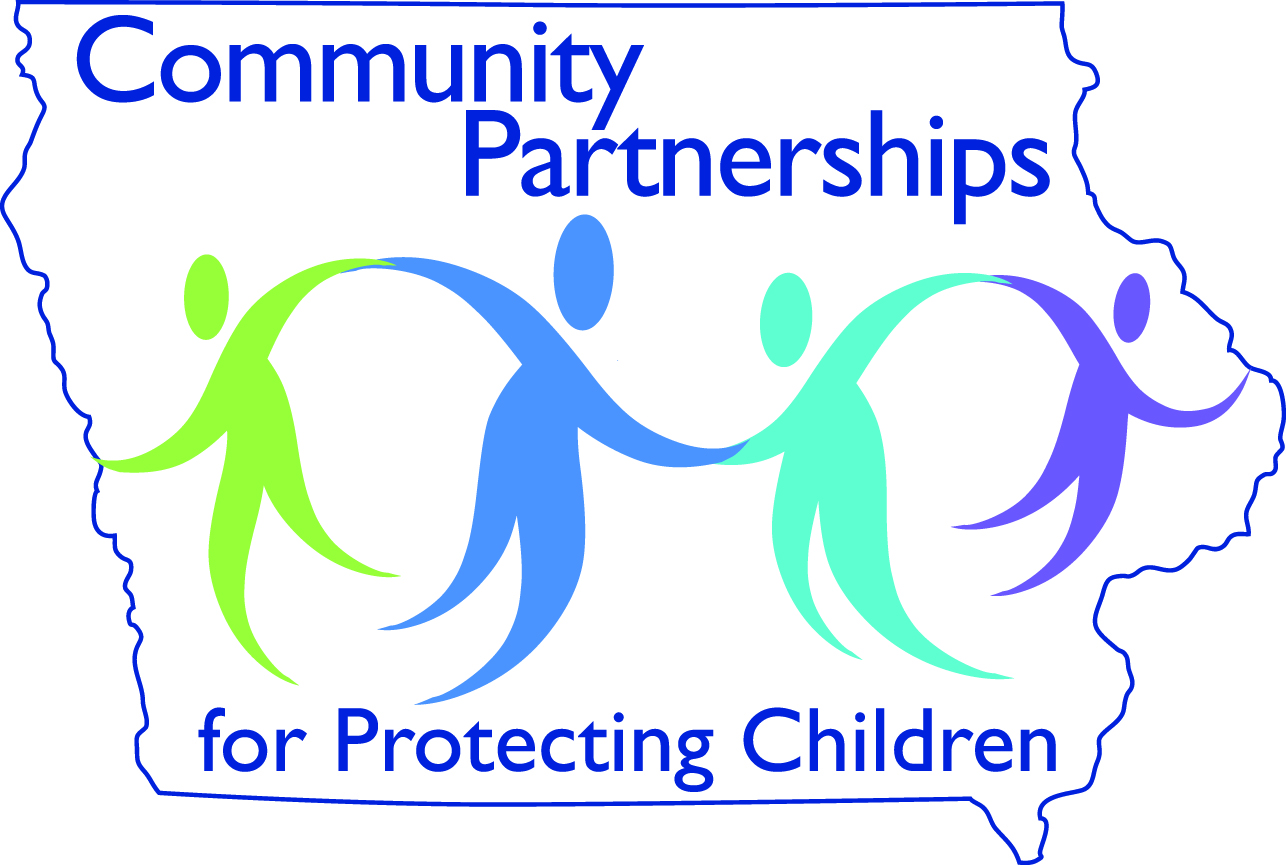 Community
Partnerships
for Protecting Children